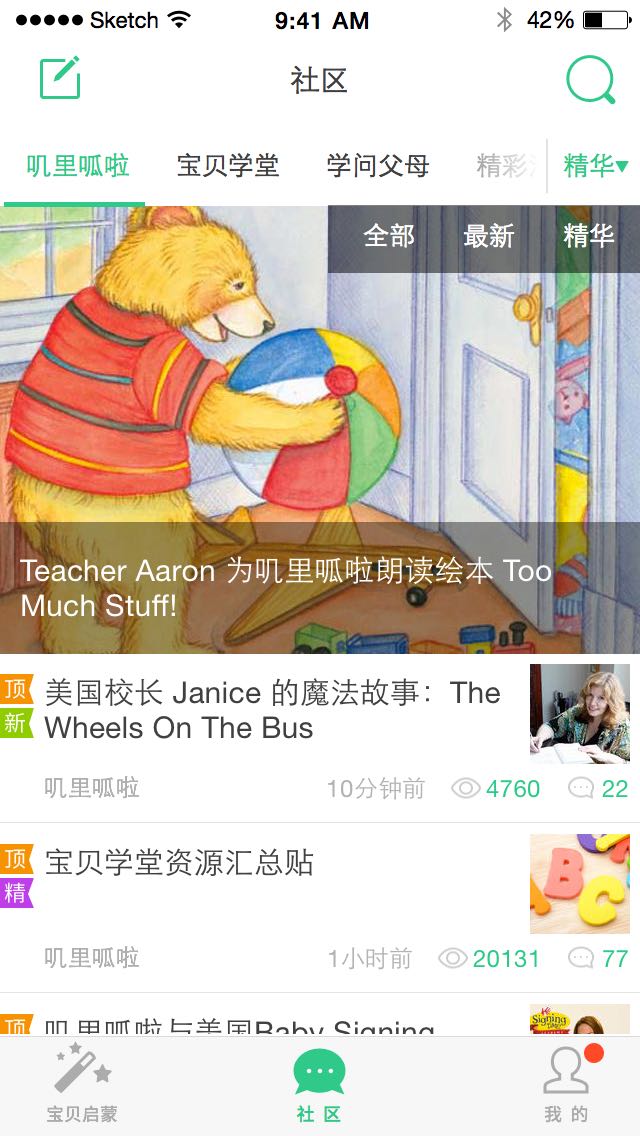 Sketch 9:41 AM 42%
社区
叽里呱啦 宝贝学堂 学问父母 精彩 精华
全部 最新 精华
Teacher Aaron 为叽里呱啦朗读绘本 Too
Much Stuff!
顶 美国校长 Janice 的魔法故事：The
新 Wheels On The Bus
叽里呱啦 10分钟前 4760 22
顶 宝贝学堂资源汇总贴
精
A B C
叽里呱啦 1小时前 20131 77
顶 叽里呱啦与美国Baby Signing
Signing
宝贝启蒙 社区 我的